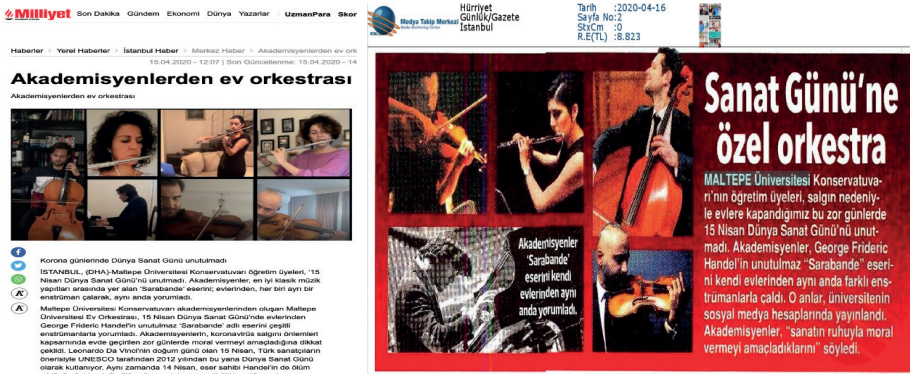 Milliyet Son Dakika Gündem Ekonomi Dünya Yazarlar UzmanPara Skor
Haberler > Yerel Haberler > İstanbul Haber > Merkez Haber > Akademisyenlerden ev ork
15.04.2020 - 12:07 | Son Güncellenme: 15.04.2020 - 14
Akademisyenlerden ev orkestrası
Akademisyenlerden ev orkestrası
Korona günlerinde Dünya Sanat Günü unutulmadı
İSTANBUL, (DHA)-Maltepe Üniversitesi Konservatuvarı öğretim üyeleri, '15
Nisan Dünya Sanat Günü'nü unutmadı. Akademisyenler, en iyi klasik müzik
yapıtları arasında yer alan 'Sarabande' eserini; evlerinden, her biri ayrı bir
enstrüman çalarak, aynı anda yorumladı.
Maltepe Üniversitesi Konservatuvarı akademisyenlerinden oluşan Maltepe
Üniversitesi Ev Orkestrası, 15 Nisan Dünya Sanat Günü'nde evlerinden
George Frideric Handel'in unutulmaz 'Sarabande' adlı eserini çeşitli
enstrümanlarla yorumladı. Akademisyenlerin, koronavirüs salgını önlemleri
kapsamında evde geçirilen zor günlerde moral vermeyi amaçladığına dikkat
çekildi. Leonardo Da Vinci'nin doğum günü olan 15 Nisan, Türk sanatçıların
önerisiyle UNESCO tarafından 2012 yılından bu yana Dünya Sanat Günü
olarak kutlanıyor. Aynı zamanda 14 Nisan, eser sahibi Handel'in de ölüm
Medya Takip Merkezi
Media Monitoring Center
Hürriyet
Günlük/Gazete
İstanbul
Tarih :2020-04-16
Sayfa No:2
StxCm :0
R.E(TL) :8.823
Sanat Günü'ne
özel orkestra
MALTEPE Üniversitesi Konservatuva-
rı'nın öğretim üyeleri, salgın nedeniy-
le evlere kapandığımız bu zor günlerde
15 Nisan Dünya Sanat Günü'nü unut-
madı. Akademisyenler, George Frideric
Handel'in unutulmaz "Sarabande" eseri-
ni kendi evlerinden aynı anda farklı ens-
trümanlarla çaldı. O anlar, üniversitenin
sosyal medya hesaplarında yayınlandı.
Akademisyenler, "sanatın ruhuyla moral
vermeyi amaçladıklarını" söyledi.
Akademisyenler
'Sarabande'
eserini kendi
evlerinden aynı
anda yorumladı.